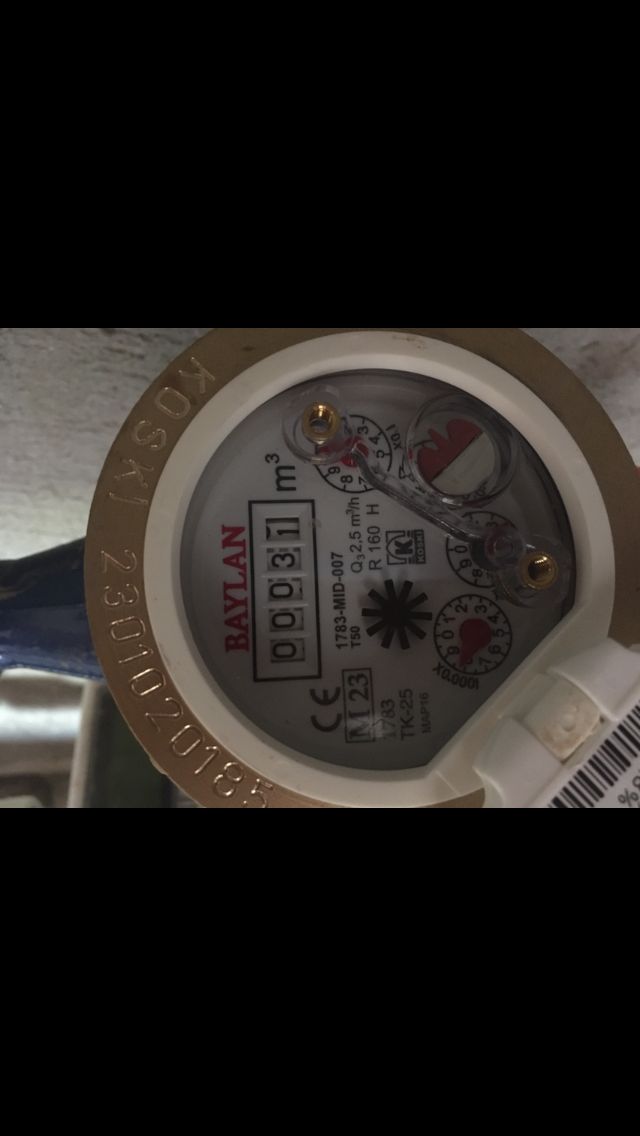 KOSKI 2301020185
BAYLAN
00031 m³
1783-MID-007
T50
Q₃ 2,5 m³/h
R 160 H
K
KOSKI
CE M 23
1783
TK-25
MAP16
x0.1
x0.0001